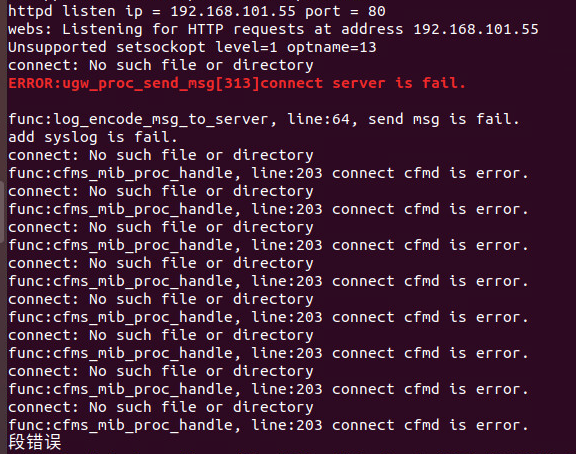 httpd listen ip = 192.168.101.55 port = 80
webs: Listening for HTTP requests at address 192.168.101.55
Unsupported setsockopt level=1 optname=13
connect: No such file or directory
ERROR:ugw_proc_send_msg[313]connect server is fail.
func:log_encode_msg_to_server, line:64, send msg is fail.
add syslog is fail.
connect: No such file or directory
func:cfms_mib_proc_handle, line:203 connect cfmd is error.
connect: No such file or directory
func:cfms_mib_proc_handle, line:203 connect cfmd is error.
connect: No such file or directory
func:cfms_mib_proc_handle, line:203 connect cfmd is error.
connect: No such file or directory
func:cfms_mib_proc_handle, line:203 connect cfmd is error.
connect: No such file or directory
func:cfms_mib_proc_handle, line:203 connect cfmd is error.
connect: No such file or directory
func:cfms_mib_proc_handle, line:203 connect cfmd is error.
connect: No such file or directory
func:cfms_mib_proc_handle, line:203 connect cfmd is error.
connect: No such file or directory
func:cfms_mib_proc_handle, line:203 connect cfmd is error.
段错误